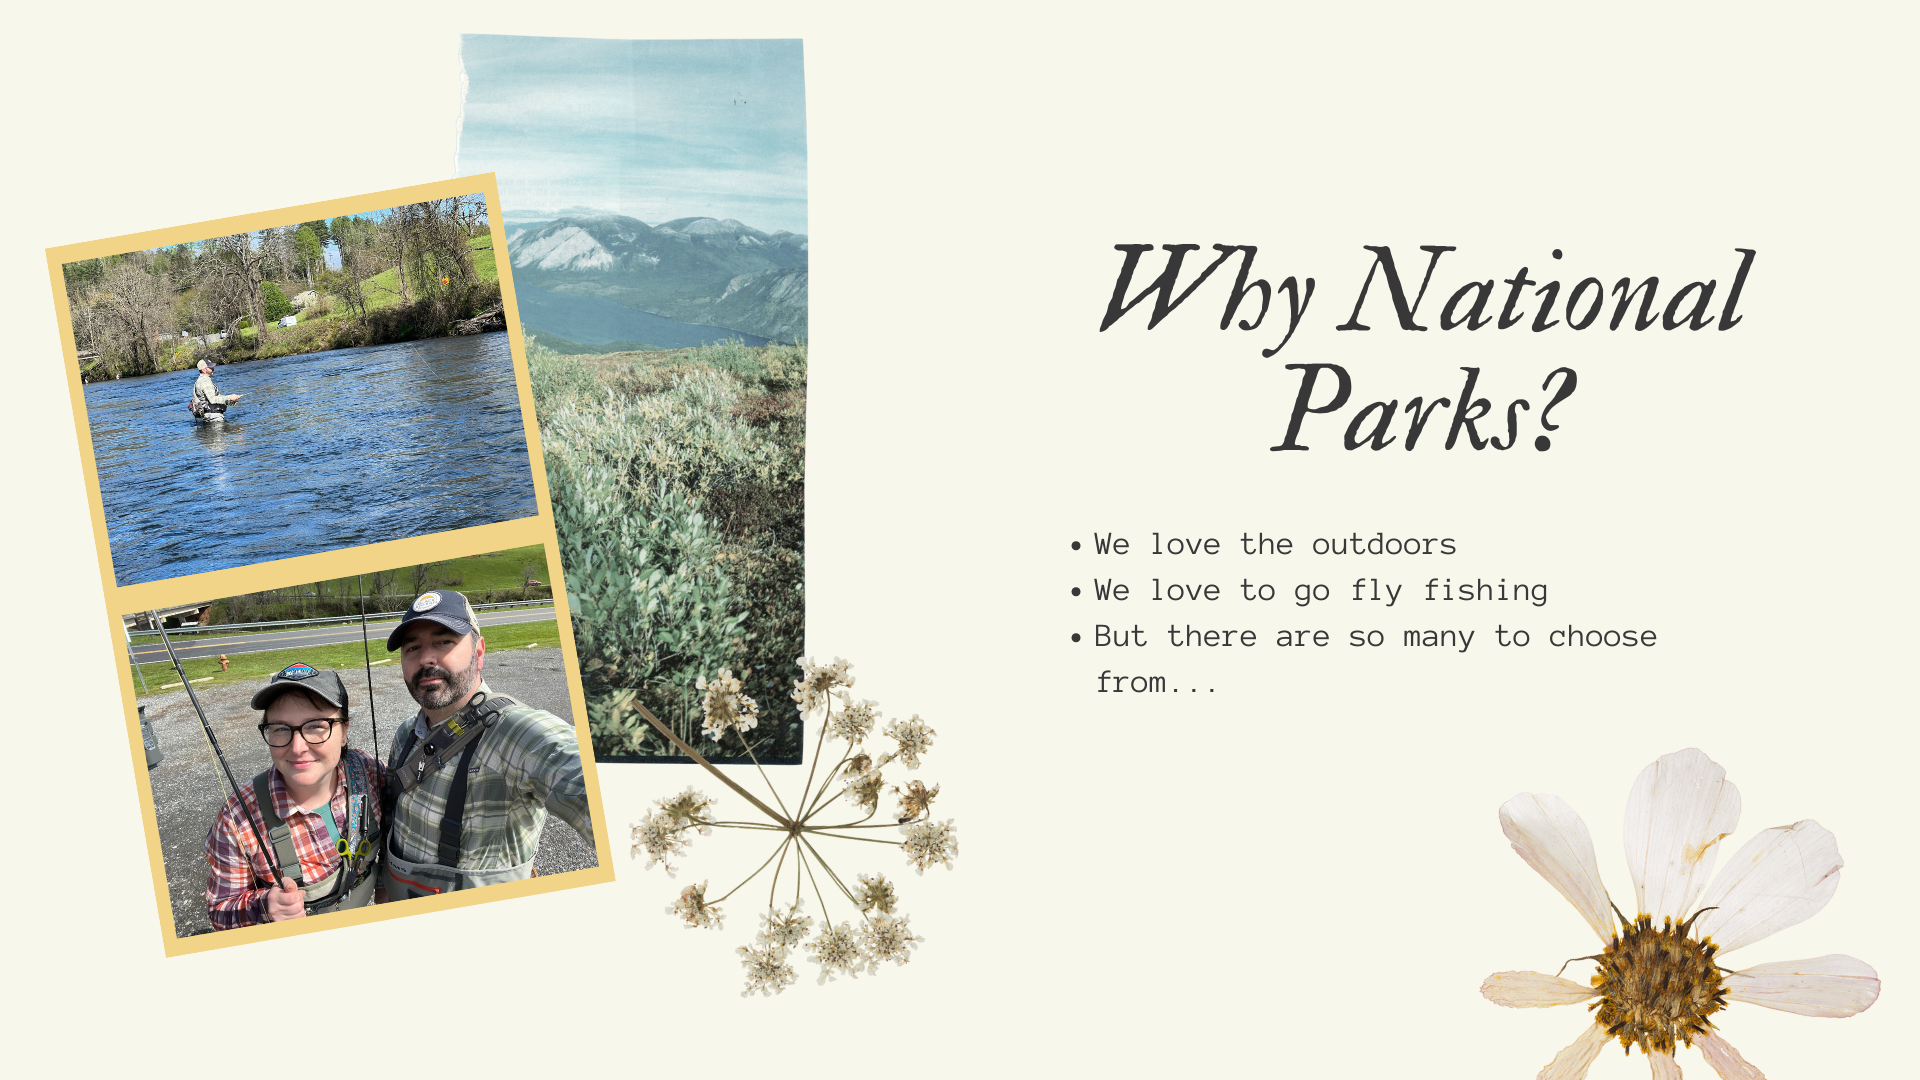 Why National
Parks?
• We love the outdoors
• We love to go fly fishing
• But there are so many to choose
from...